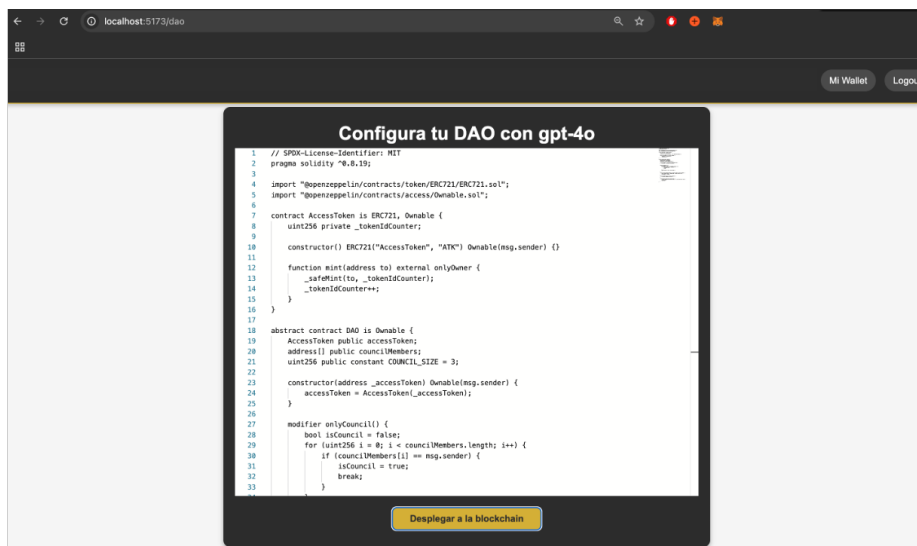 localhost:5173/dao
Mi Wallet
Configura tu DAO con gpt-4o
1 // SPDX-License-Identifier: MIT
2 pragma solidity ^0.8.19;
3
4 import "@openzeppelin/contracts/token/ERC721/ERC721.sol";
5 import "@openzeppelin/contracts/access/Ownable.sol";
6
7 contract AccessToken is ERC721, Ownable {
8 uint256 private _tokenIdCounter;
9
10 constructor() ERC721("AccessToken", "ATK") Ownable(msg.sender) {}
11
12 function mint(address to) external onlyOwner {
13 _safeMint(to, _tokenIdCounter);
14 _tokenIdCounter++;
15 }
16 }
17
18 abstract contract DAO is Ownable {
19 AccessToken public accessToken;
20 address[] public councilMembers;
21 uint256 public constant COUNCIL_SIZE = 3;
22
23 constructor(address _accessToken) Ownable(msg.sender) {
24 accessToken = AccessToken(_accessToken);
25 }
26
27 modifier onlyCouncil() {
28 bool isCouncil = false;
29 for (uint256 i = 0; i < councilMembers.length; i++) {
30 if (councilMembers[i] == msg.sender) {
31 isCouncil = true;
32 break;
33 }
Desplegar a la blockchain